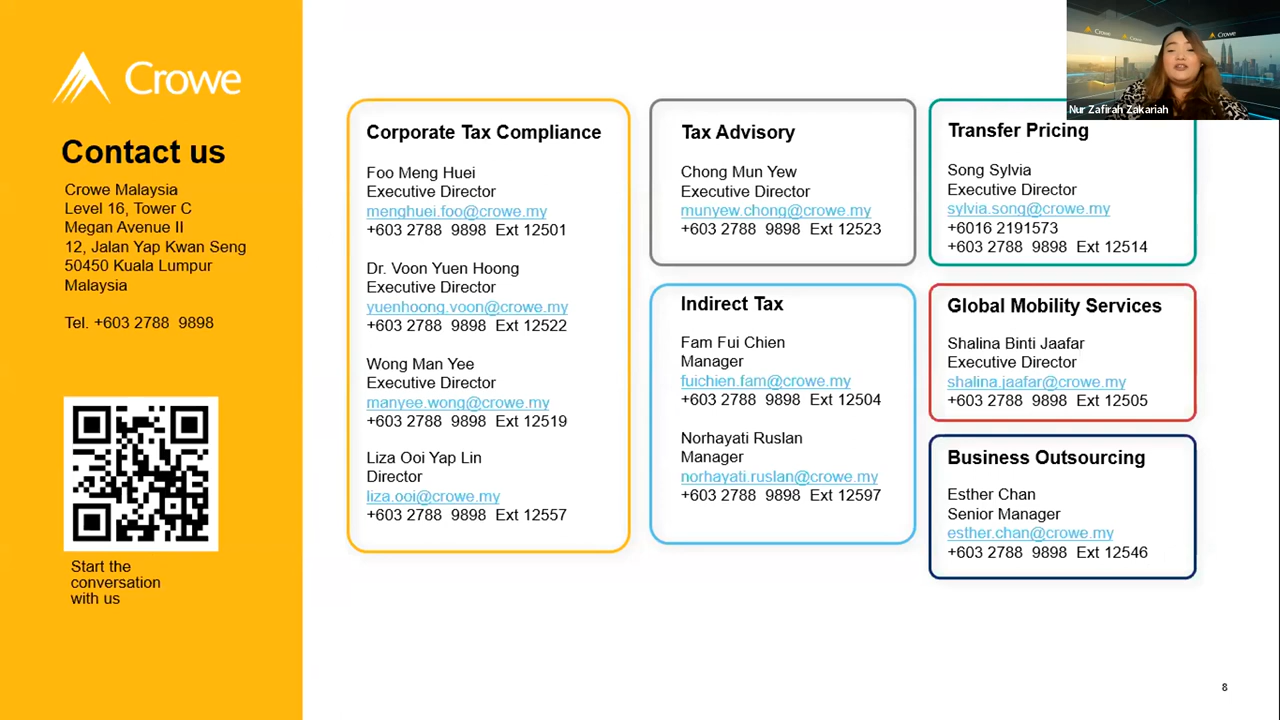 Crowe
Contact us
Crowe Malaysia
Level 16, Tower C
Megan Avenue II
12, Jalan Yap Kwan Seng
50450 Kuala Lumpur
Malaysia
Tel. +603 2788 9898
Start the
conversation
with us
Corporate Tax Compliance
Foo Meng Huei
Executive Director
menghuei.foo@crowe.my
+603 2788 9898 Ext 12501
Dr. Voon Yuen Hoong
Executive Director
yuenhoong.voon@crowe.my
+603 2788 9898 Ext 12522
Wong Man Yee
Executive Director
manyee.wong@crowe.my
+603 2788 9898 Ext 12519
Liza Ooi Yap Lin
Director
liza.ooi@crowe.my
+603 2788 9898 Ext 12557
Tax Advisory
Chong Mun Yew
Executive Director
munyew.chong@crowe.my
+603 2788 9898 Ext 12523
Indirect Tax
Fam Fui Chien
Manager
fuichien.fam@crowe.my
+603 2788 9898 Ext 12504
Norhayati Ruslan
Manager
norhayati.ruslan@crowe.my
+603 2788 9898 Ext 12597
Crowe
Crowe
Crowe
Nur Zafirah Zakariah
Transfer Pricing
Song Sylvia
Executive Director
sylvia.song@crowe.my
+6016 2191573
+603 2788 9898 Ext 12514
Global Mobility Services
Shalina Binti Jaafar
Executive Director
shalina.jaafar@crowe.my
+603 2788 9898 Ext 12505
Business Outsourcing
Esther Chan
Senior Manager
esther.chan@crowe.my
+603 2788 9898 Ext 12546
8